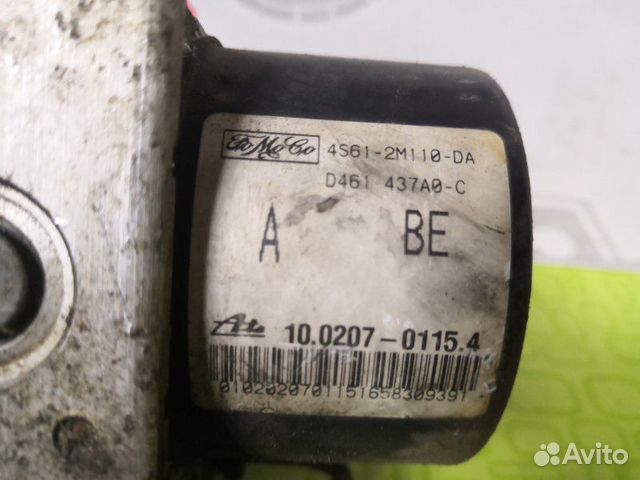 FoMoCo 4S61-2M110-DA
D461 437A0-C
A BE
Ate 10.0207-0115.4
0102020701151658309391
Avito